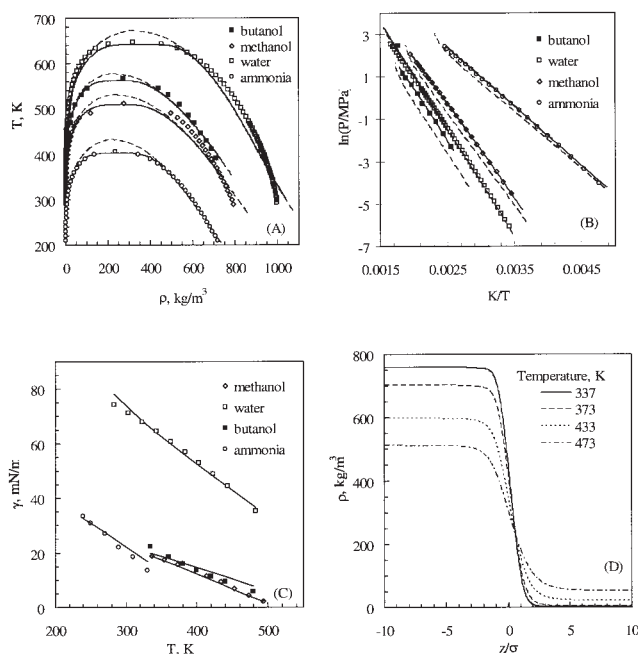 T, K
700
600
500
400
300
200
0
200
400
600
800
1000
ρ, kg/m³
butanol
methanol
water
ammonia
(A)
ln(P/MPa)
3
1
-1
-3
-5
-7
0.0015
0.0025
0.0035
0.0045
K/T
butanol
water
methanol
ammonia
(B)
γ, mN/m
80
60
40
20
0
200
300
400
500
T, K
methanol
water
butanol
ammonia
(C)
ρ, kg/m³
800
600
400
200
0
-10
-5
0
5
10
z/σ
Temperature, K
337
373
433
473
(D)